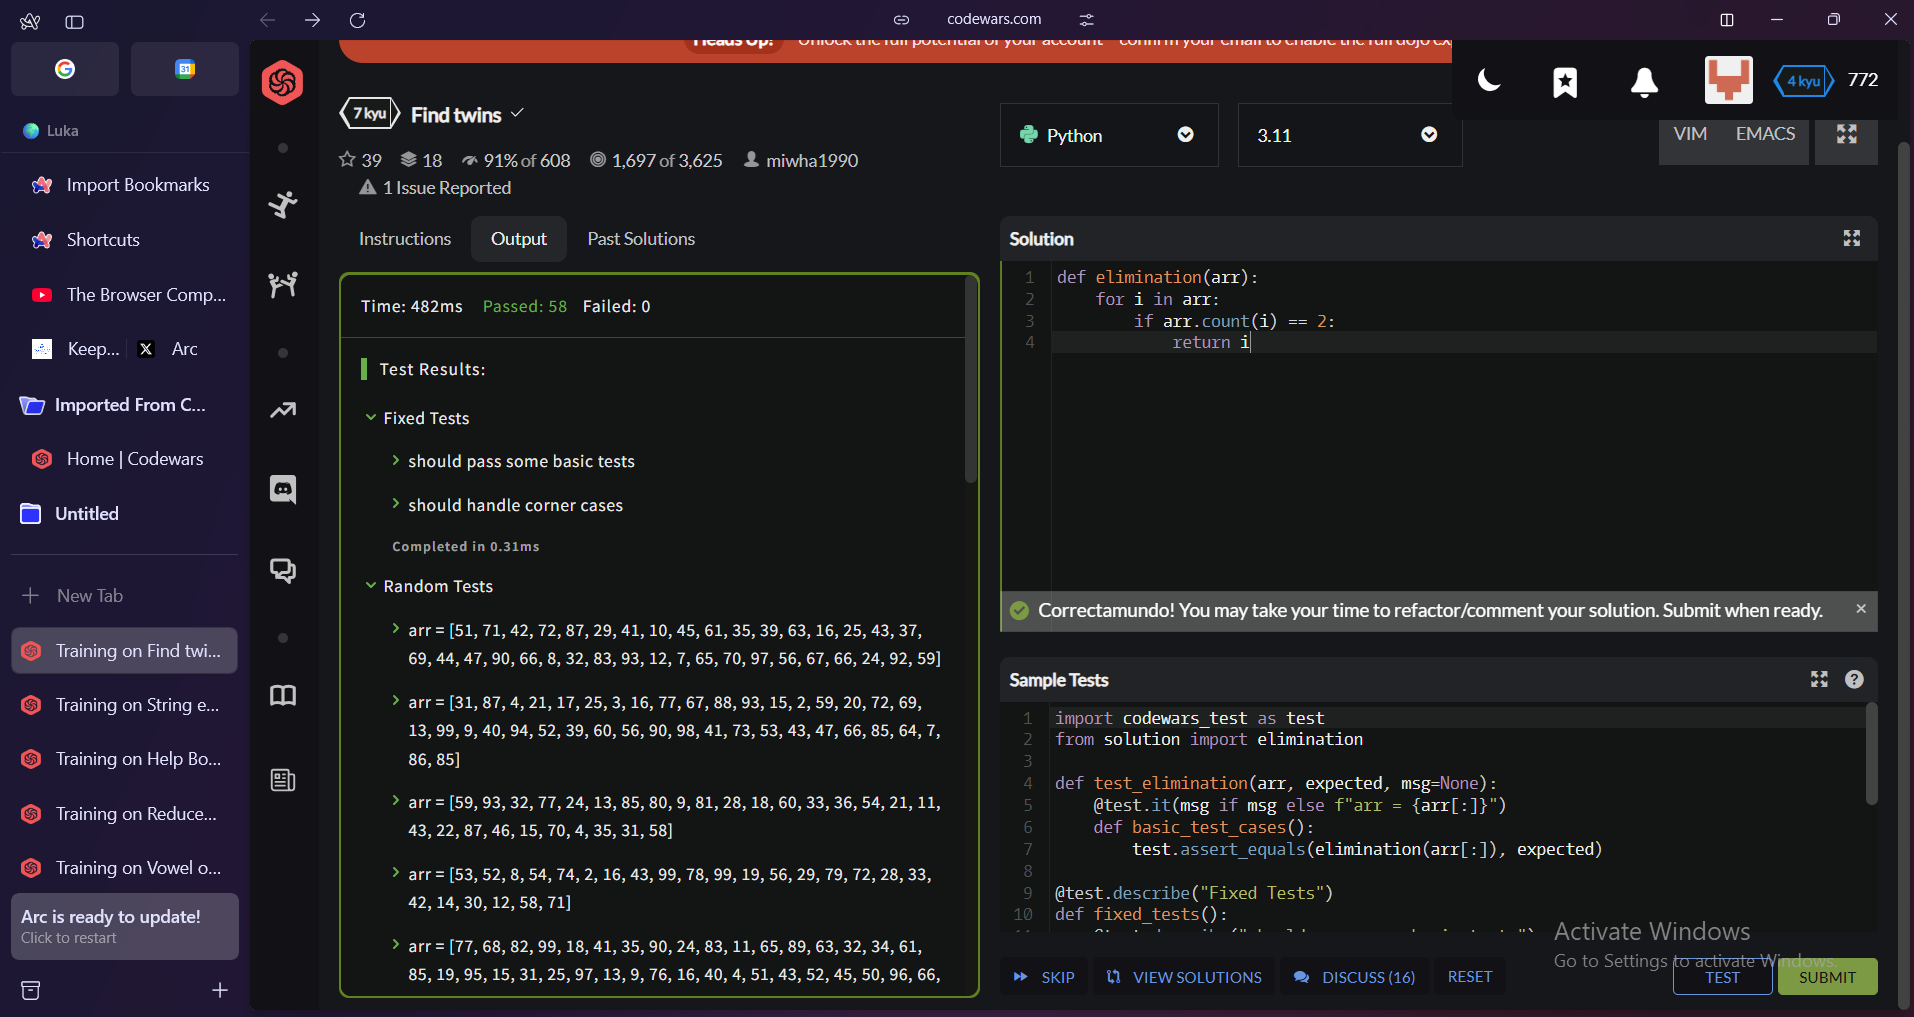 codewars.com
31
Luka
Import Bookmarks
Shortcuts
The Browser Comp...
Keep... Arc
Imported From C...
Home | Codewars
Untitled
New Tab
Training on Find twi...
Training on String e...
Training on Help Bo...
Training on Reduce...
Training on Vowel o...
Arc is ready to update!
Click to restart
Heads Up! Unlock the full potential of your account confirm your email to enable the full dojo ex
4 kyu 772
7 kyu Find twins
39 18 91% of 608 1,697 of 3,625 miwha1990
1 Issue Reported
Python 3.11 VIM EMACS
Instructions Output Past Solutions
Time: 482ms Passed: 58 Failed: 0
Test Results:
Fixed Tests
should pass some basic tests
should handle corner cases
Completed in 0.31ms
Random Tests
arr = [51, 71, 42, 72, 87, 29, 41, 10, 45, 61, 35, 39, 63, 16, 25, 43, 37,
69, 44, 47, 90, 66, 8, 32, 83, 93, 12, 7, 65, 70, 97, 56, 67, 66, 24, 92, 59]
arr = [31, 87, 4, 21, 17, 25, 3, 16, 77, 67, 88, 93, 15, 2, 59, 20, 72, 69,
13, 99, 9, 40, 94, 52, 39, 60, 56, 90, 98, 41, 73, 53, 43, 47, 66, 85, 64, 7,
86, 85]
arr = [59, 93, 32, 77, 24, 13, 85, 80, 9, 81, 28, 18, 60, 33, 36, 54, 21, 11,
43, 22, 87, 46, 15, 70, 4, 35, 31, 58]
arr = [53, 52, 8, 54, 74, 2, 16, 43, 99, 78, 99, 19, 56, 29, 79, 72, 28, 33,
42, 14, 30, 12, 58, 71]
arr = [77, 68, 82, 99, 18, 41, 35, 90, 24, 83, 11, 65, 89, 63, 32, 34, 61,
85, 19, 95, 15, 31, 25, 97, 13, 9, 76, 16, 40, 4, 51, 43, 52, 45, 50, 96, 66,
Solution
1 def elimination(arr):
2 for i in arr:
3 if arr.count(i) == 2:
4 return i
Correctamundo! You may take your time to refactor/comment your solution. Submit when ready.
Sample Tests
1 import codewars_test as test
2 from solution import elimination
3
4 def test_elimination(arr, expected, msg=None):
5 @test.it(msg if msg else f"arr = {arr[:]}")
6 def basic_test_cases():
7 test.assert_equals(elimination(arr[:]), expected)
8
9 @test.describe("Fixed Tests")
10 def fixed_tests():
SKIP VIEW SOLUTIONS DISCUSS (16) RESET TEST SUBMIT
Activate Windows
Go to Settings to activate Windows.